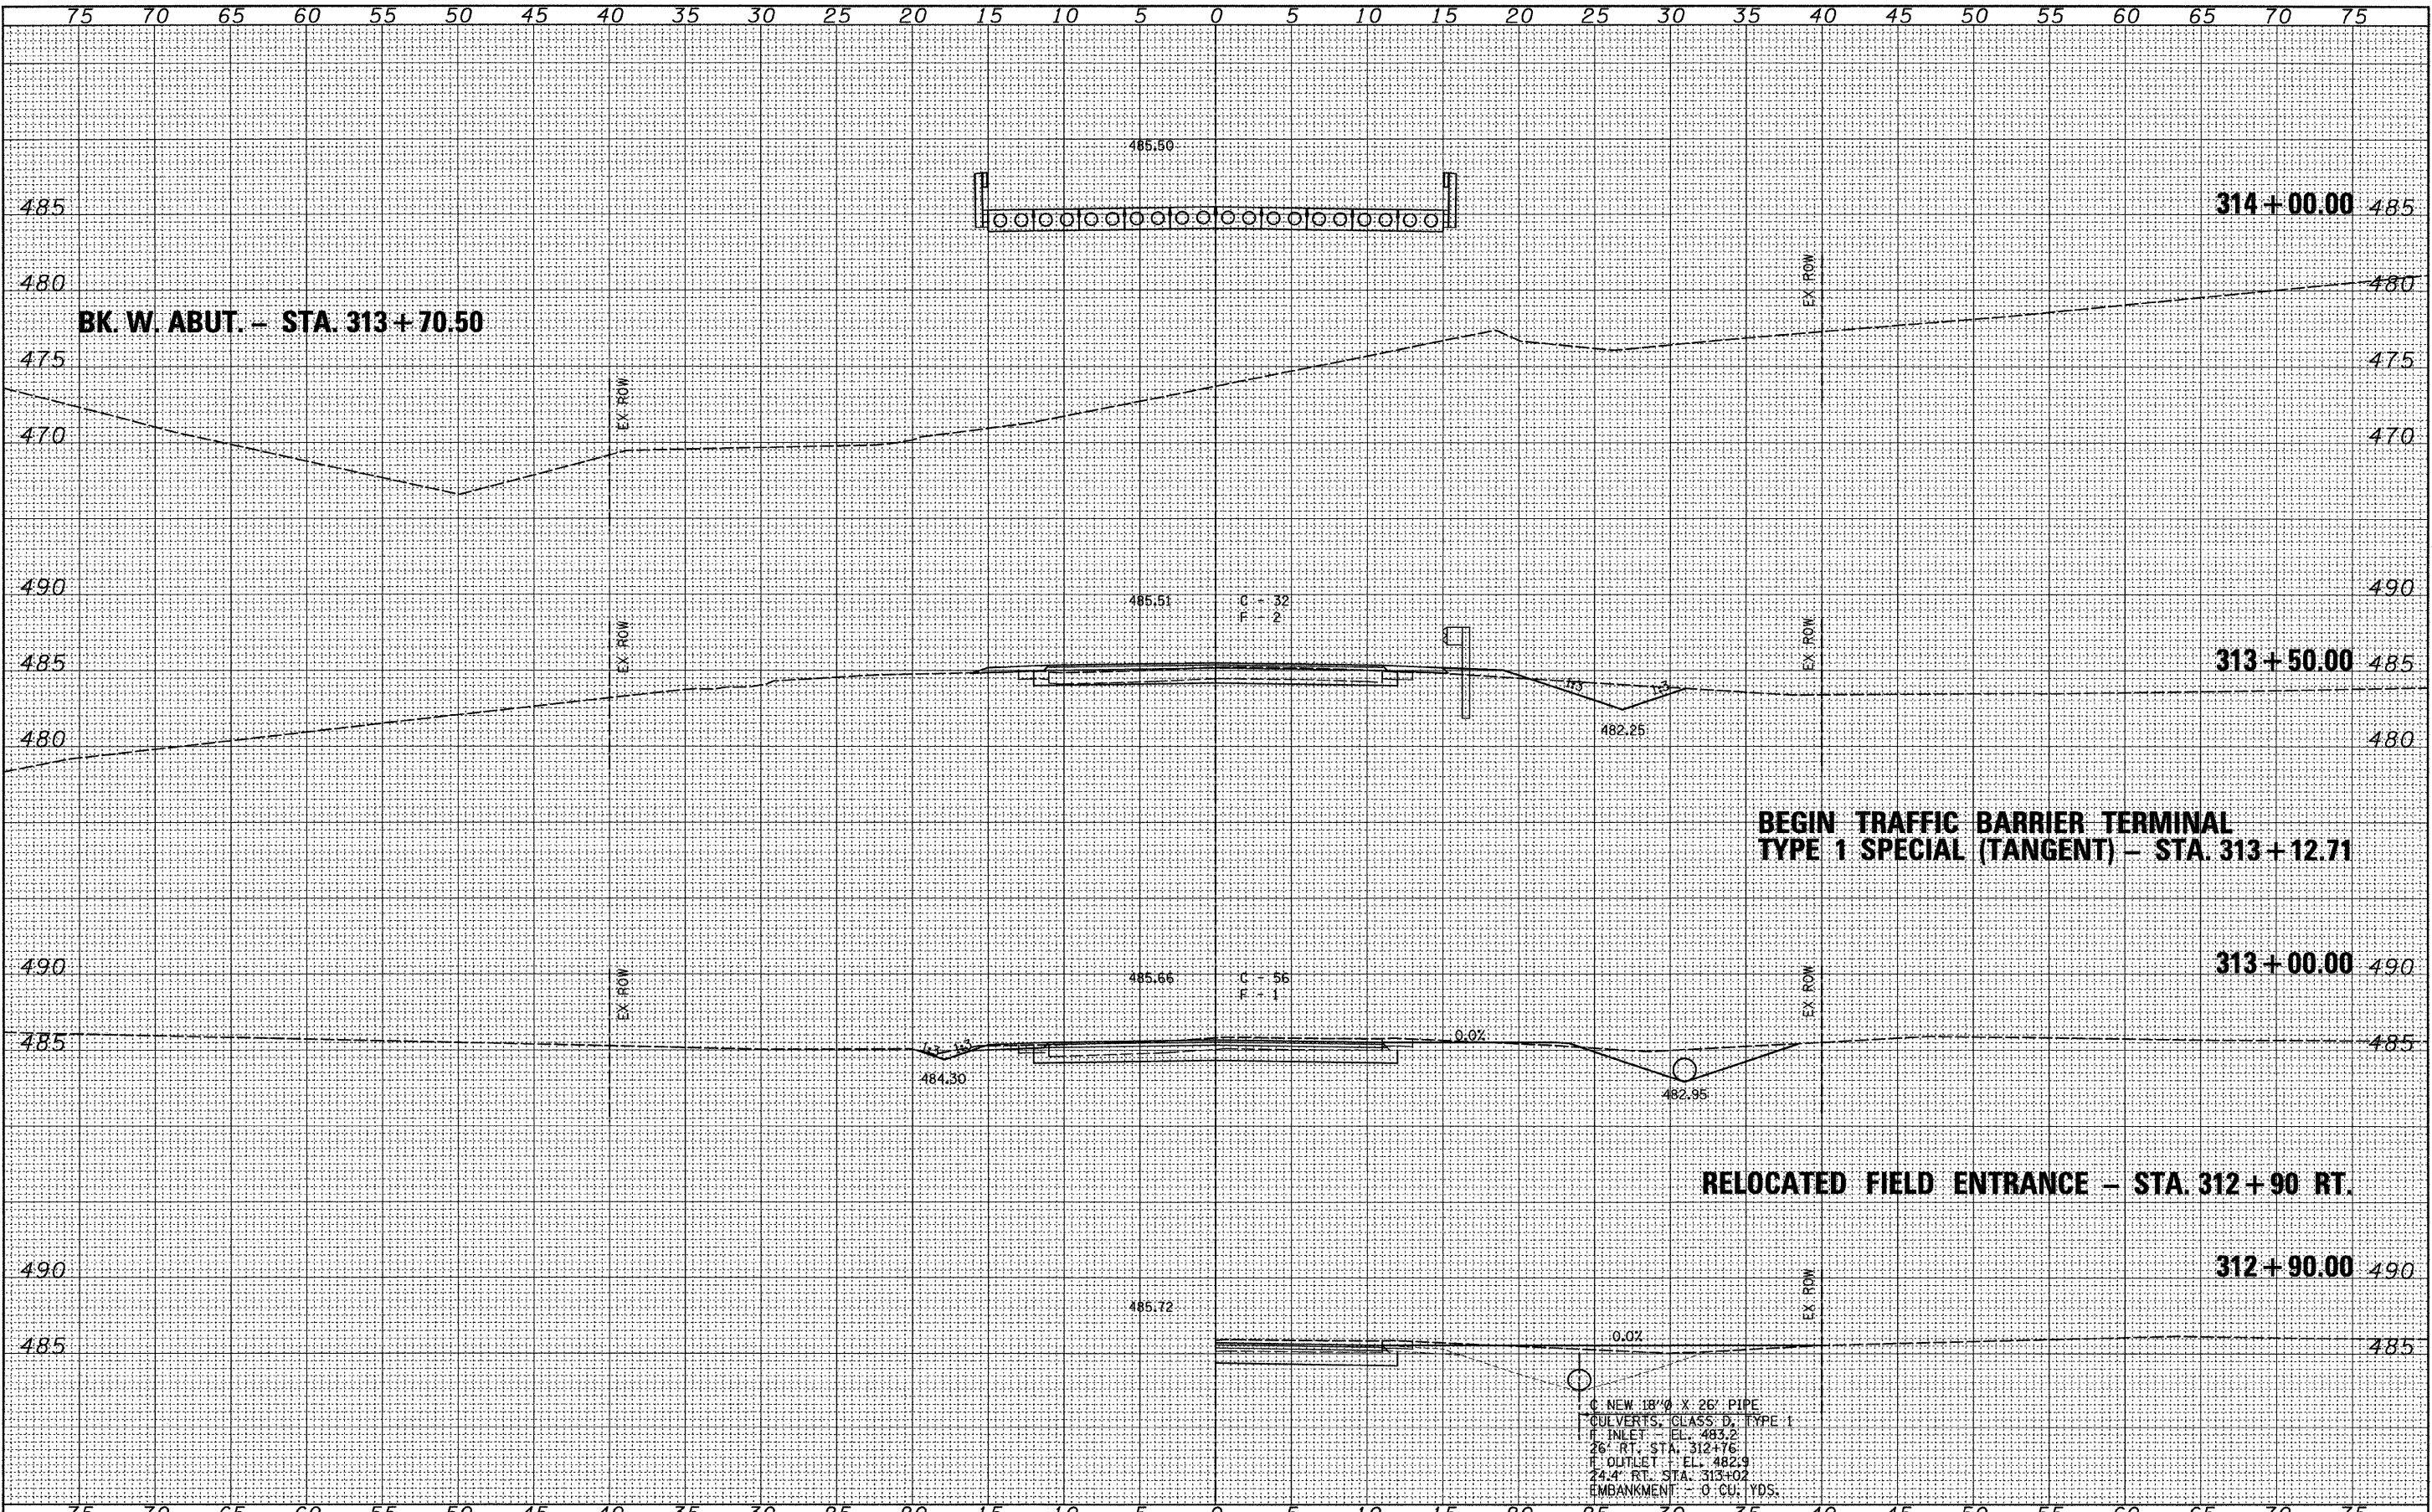 75 70 65 60 55 50 45 40 35 30 25 20 15 10 5 0 5 10 15 20 25 30 35 40 45 50 55 60 65 70 75
485.50
485
314+00.00 485
480
EX ROW
480
BK. W. ABUT. – STA. 313+70.50
475
475
EX ROW
470
470
490
490
485.51
C - 32
F - 2
EX ROW
EX ROW
485
313+50.00 485
1:3
1:3
482.25
480
480
BEGIN TRAFFIC BARRIER TERMINAL
TYPE 1 SPECIAL (TANGENT) – STA. 313+12.71
490
313+00.00 490
485.66
C - 56
F - 1
EX ROW
EX ROW
485
1:3
1:3
0.0%
485
484.30
482.95
RELOCATED FIELD ENTRANCE – STA. 312+90 RT.
490
312+90.00 490
485.72
EX ROW
485
0.0%
485
C NEW 18"Ø X 26' PIPE
CULVERTS, CLASS D, TYPE 1
F INLET - EL. 483.2
26' RT. STA. 312+76
F OUTLET - EL. 482.9
24.4' RT. STA. 313+02
EMBANKMENT - 0 CU. YDS.
75 70 65 60 55 50 45 40 35 30 25 20 15 10 5 0 5 10 15 20 25 30 35 40 45 50 55 60 65 70 75